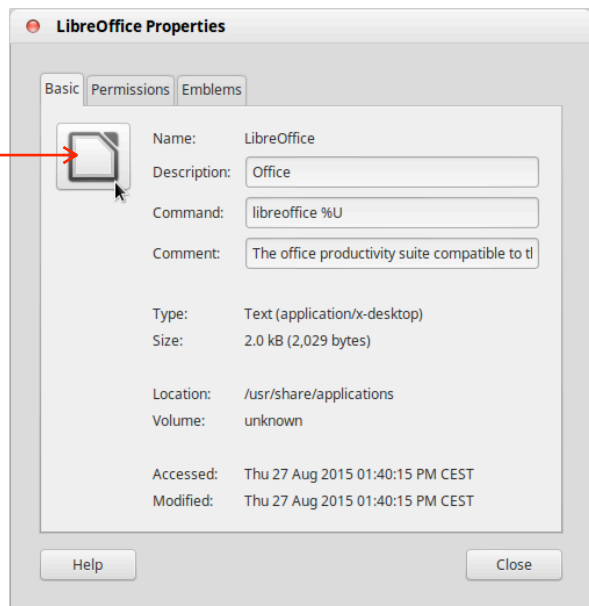 LibreOffice Properties
Basic Permissions Emblems
Name: LibreOffice
Description: Office
Command: libreoffice %U
Comment: The office productivity suite compatible to tl
Type: Text (application/x-desktop)
Size: 2.0 kB (2,029 bytes)
Location: /usr/share/applications
Volume: unknown
Accessed: Thu 27 Aug 2015 01:40:15 PM CEST
Modified: Thu 27 Aug 2015 01:40:15 PM CEST
Help Close